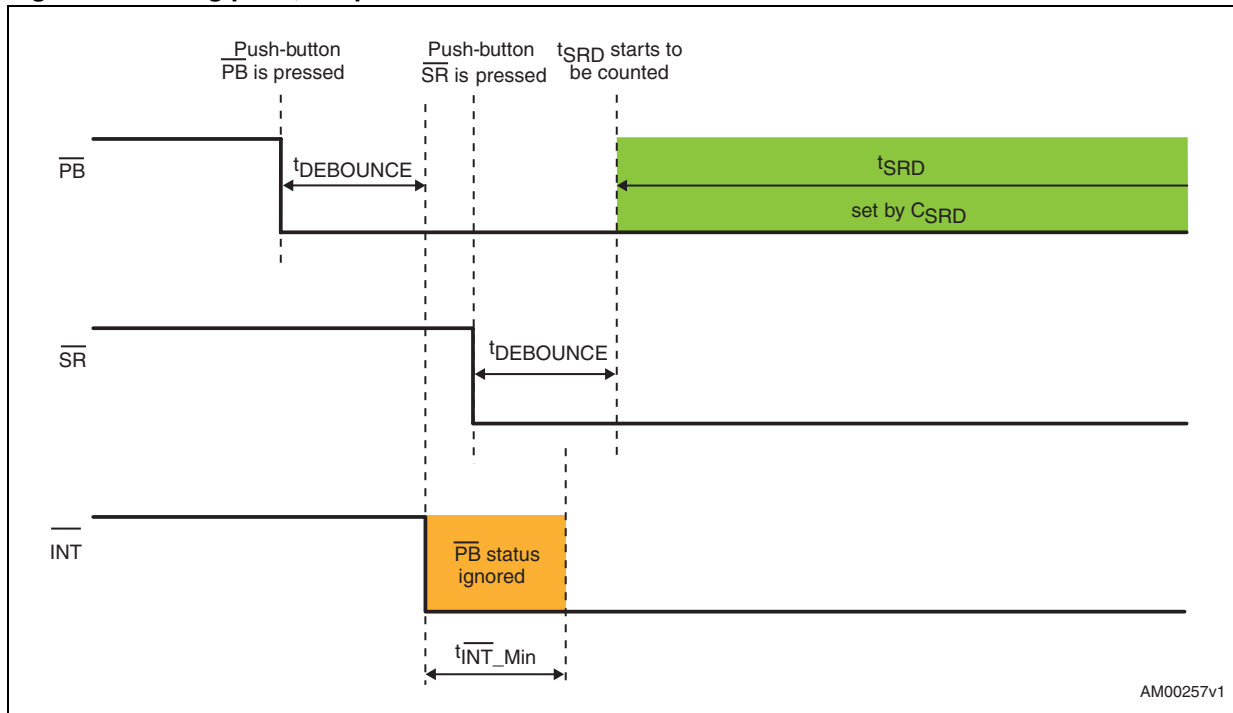 Push-button
PB is pressed
Push-button
SR is pressed
tSRD starts to
be counted
PB
tDEBOUNCE
tSRD
set by CSRD
SR
tDEBOUNCE
INT
PB status
ignored
tINT_Min
AM00257v1